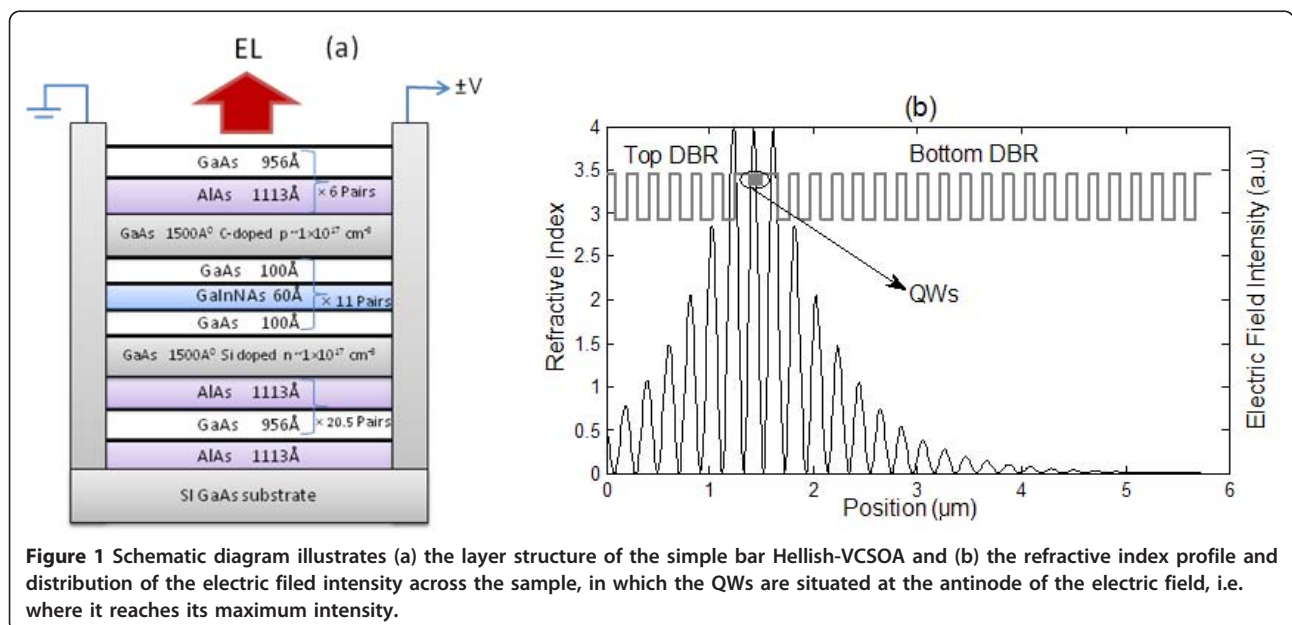 EL (a)
±V
GaAs 956Å
AlAs 1113Å × 6 Pairs
GaAs 1500A⁰ C-doped p~1×10¹⁷ cm⁻³
GaAs 100Å
GaInNAs 60Å × 11 Pairs
GaAs 100Å
GaAs 1500A⁰ Si doped n~1×10¹⁷ cm⁻³
AlAs 1113Å
GaAs 956Å × 20.5 Pairs
AlAs 1113Å
SI GaAs substrate
(b)
Top DBR Bottom DBR
QWs
Refractive Index
Electric Field Intensity (a.u)
4
3.5
3
2.5
2
1.5
1
0.5
0
0 1 2 3 4 5 6
Position (µm)
Figure 1 Schematic diagram illustrates (a) the layer structure of the simple bar Hellish-VCSOA and (b) the refractive index profile and
distribution of the electric filed intensity across the sample, in which the QWs are situated at the antinode of the electric field, i.e.
where it reaches its maximum intensity.